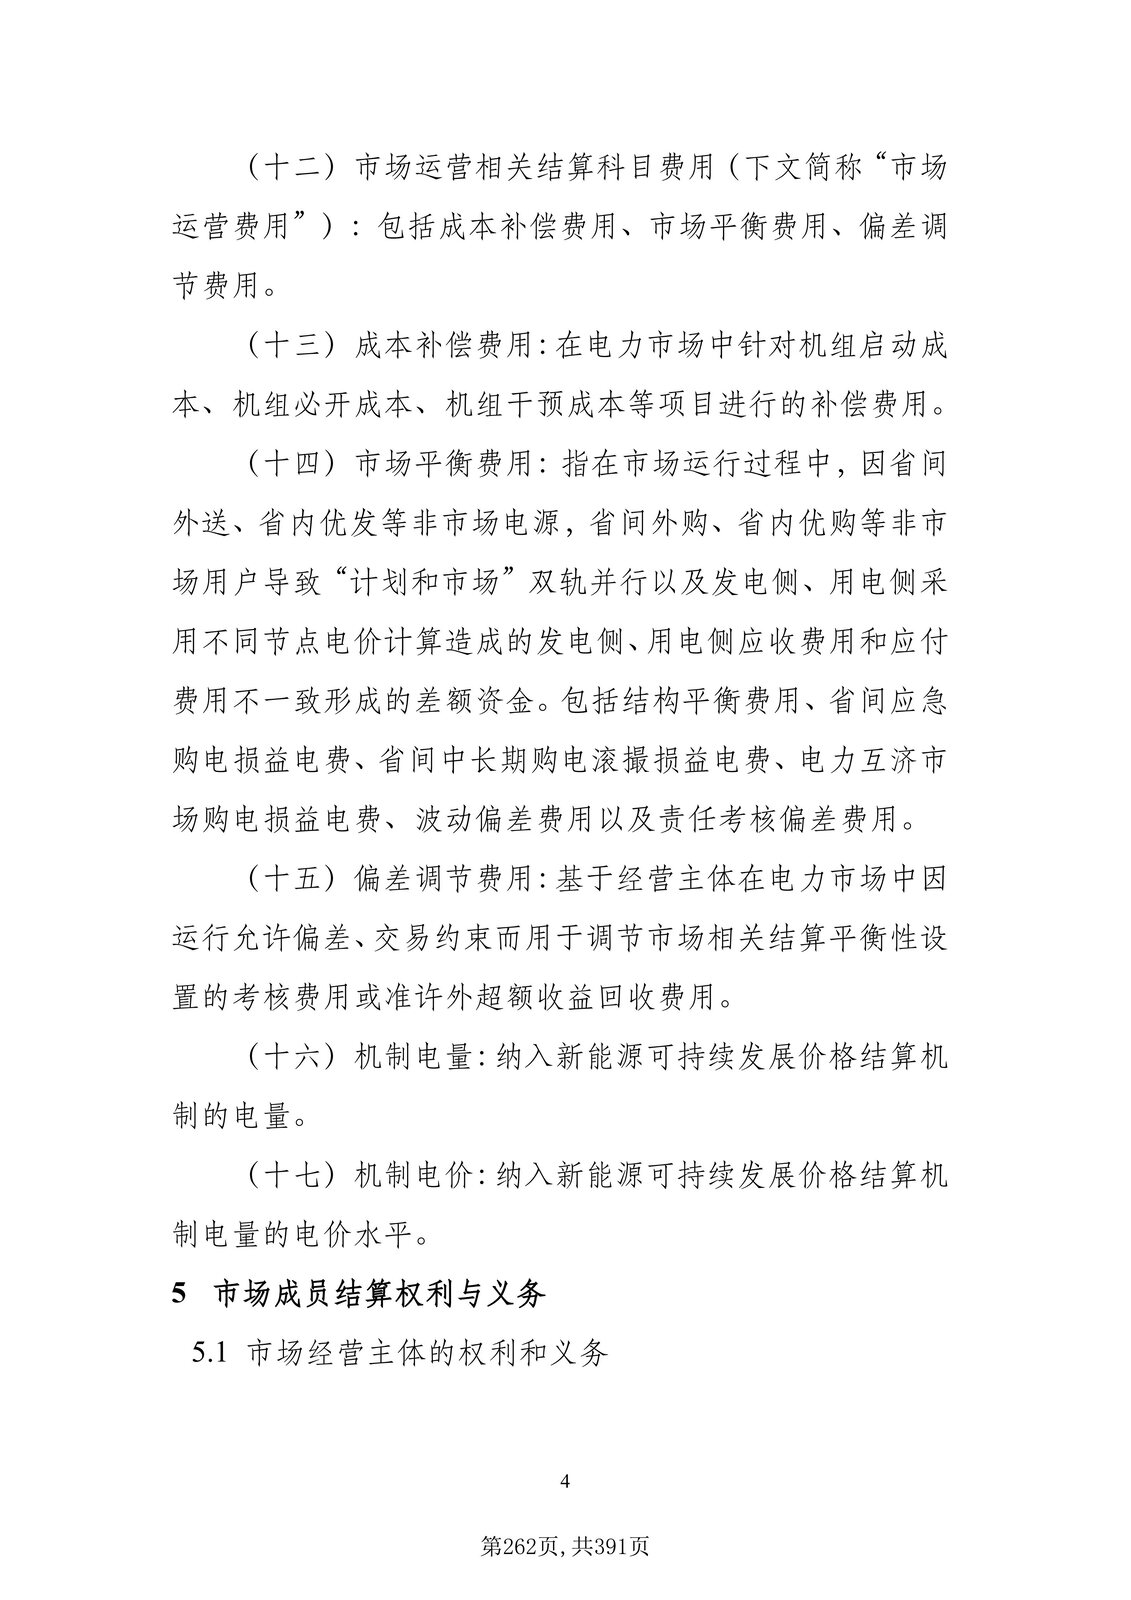 （十二）市场运营相关结算科目费用（下文简称“市场
运营费用”）：包括成本补偿费用、市场平衡费用、偏差调
节费用。
（十三）成本补偿费用：在电力市场中针对机组启动成
本、机组必开成本、机组干预成本等项目进行的补偿费用。
（十四）市场平衡费用：指在市场运行过程中，因省间
外送、省内优发等非市场电源，省间外购、省内优购等非市
场用户导致“计划和市场”双轨并行以及发电侧、用电侧采
用不同节点电价计算造成的发电侧、用电侧应收费用和应付
费用不一致形成的差额资金。包括结构平衡费用、省间应急
购电损益电费、省间中长期购电滚撮损益电费、电力互济市
场购电损益电费、波动偏差费用以及责任考核偏差费用。
（十五）偏差调节费用：基于经营主体在电力市场中因
运行允许偏差、交易约束而用于调节市场相关结算平衡性设
置的考核费用或准许外超额收益回收费用。
（十六）机制电量：纳入新能源可持续发展价格结算机
制的电量。
（十七）机制电价：纳入新能源可持续发展价格结算机
制电量的电价水平。
5 市场成员结算权利与义务
5.1 市场经营主体的权利和义务
4
第262页,共391页